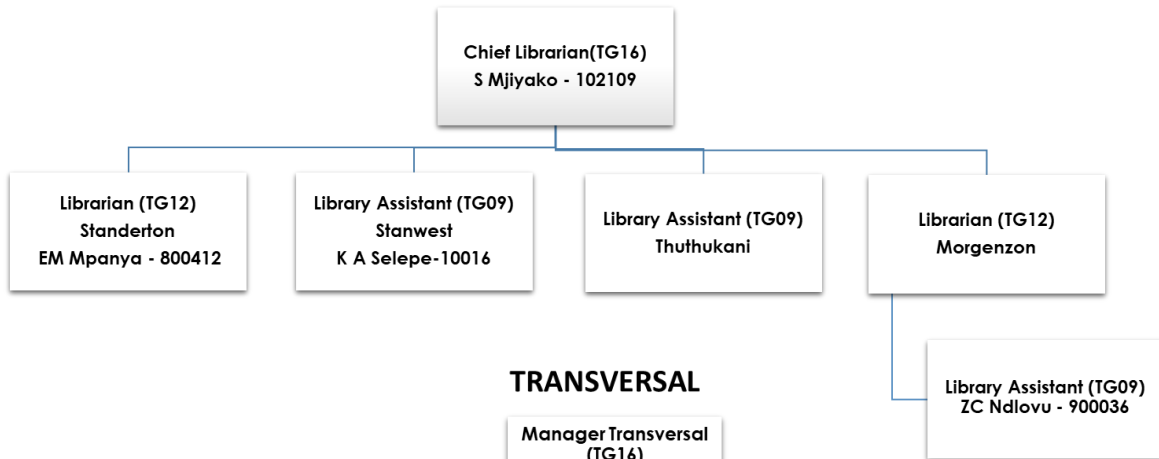 Chief Librarian(TG16)
S Mjiyako - 102109
Librarian (TG12)
Standerton
EM Mpanya - 800412
Library Assistant (TG09)
Stanwest
K A Selepe-10016
Library Assistant (TG09)
Thuthukani
Librarian (TG12)
Morgenzon
Library Assistant (TG09)
ZC Ndlovu - 900036
TRANSVERSAL
Manager Transversal
(TG16)